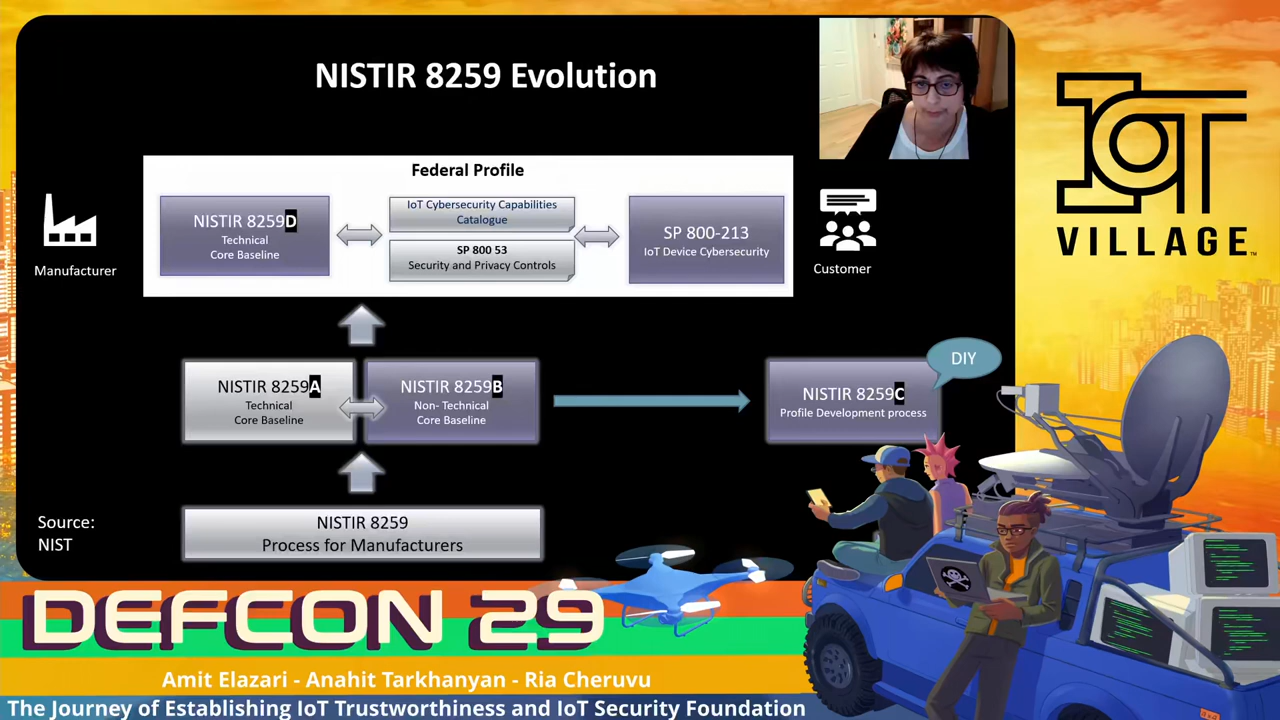 NISTIR 8259 Evolution
IOT
VILLAGE
Federal Profile
NISTIR 8259D
Technical
Core Baseline
IoT Cybersecurity Capabilities
Catalogue
SP 800 53
Security and Privacy Controls
SP 800-213
IoT Device Cybersecurity
Manufacturer
Customer
NISTIR 8259A
Technical
Core Baseline
NISTIR 8259B
Non- Technical
Core Baseline
DIY
NISTIR 8259C
Profile Development process
Source:
NIST
NISTIR 8259
Process for Manufacturers
DEFCON 29
Amit Elazari - Anahit Tarkhanyan - Ria Cheruvu
The Journey of Establishing IoT Trustworthiness and IoT Security Foundation